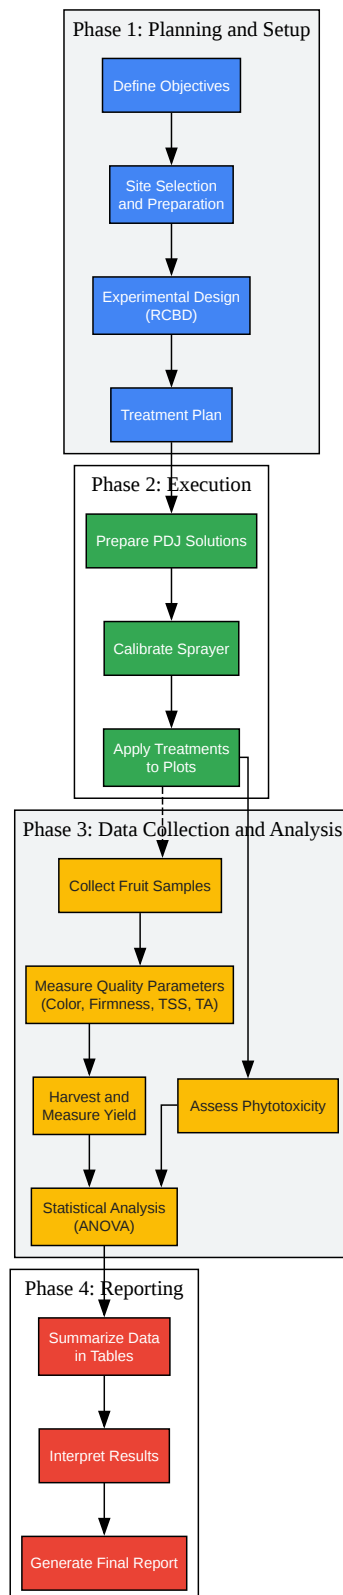 Phase 1: Planning and Setup
Define Objectives
Site Selection
and Preparation
Experimental Design
(RCBD)
Treatment Plan
Phase 2: Execution
Prepare PDJ Solutions
Calibrate Sprayer
Apply Treatments
to Plots
Phase 3: Data Collection and Analysis
Collect Fruit Samples
Measure Quality Parameters
(Color, Firmness, TSS, TA)
Harvest and
Measure Yield
Assess Phytotoxicity
Statistical Analysis
(ANOVA)
Phase 4: Reporting
Summarize Data
in Tables
Interpret Results
Generate Final Report